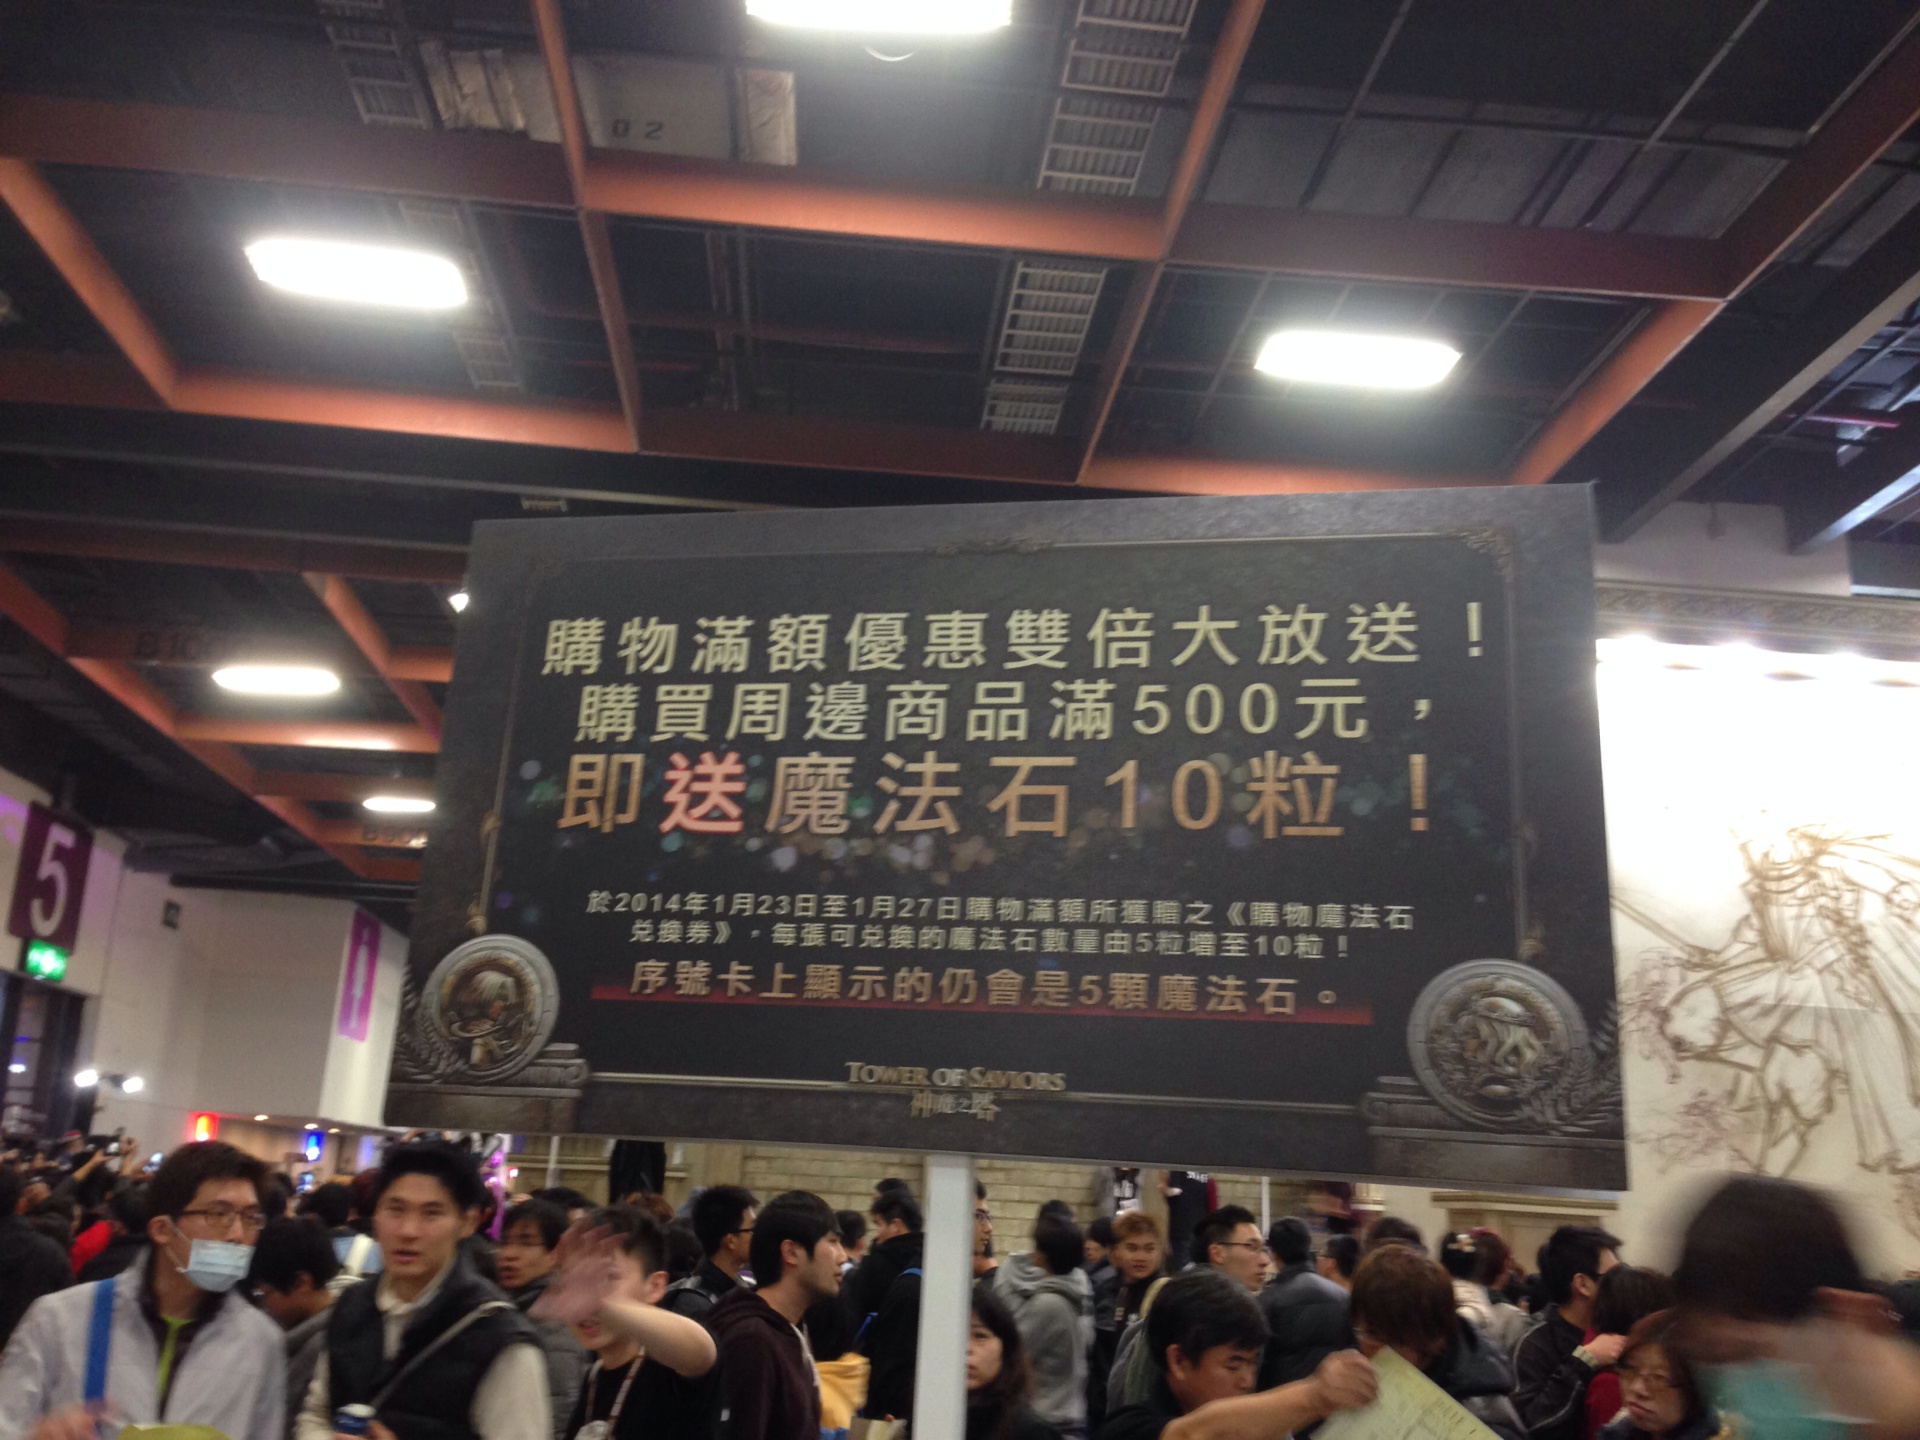 02
購物滿額優惠雙倍大放送！
購買周邊商品滿500元，
即送魔法石10粒！
於2014年1月23日至1月27日購物滿額所獲贈之《購物魔法石
兌換券》，每張可兌換的魔法石數量由5粒增至10粒！
序號卡上顯示的仍會是5顆魔法石。
TOWER OF SAVIORS
神魔之塔
5